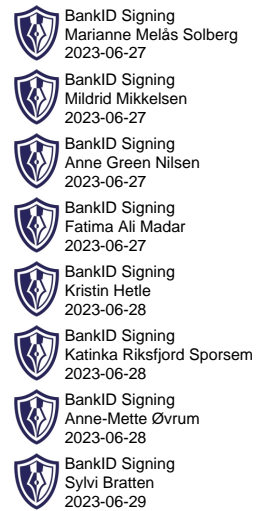 BankID Signing
Marianne Melås Solberg
2023-06-27
BankID Signing
Mildrid Mikkelsen
2023-06-27
BankID Signing
Anne Green Nilsen
2023-06-27
BankID Signing
Fatima Ali Madar
2023-06-27
BankID Signing
Kristin Hetle
2023-06-28
BankID Signing
Katinka Riksfjord Sporsem
2023-06-28
BankID Signing
Anne-Mette Øvrum
2023-06-28
BankID Signing
Sylvi Bratten
2023-06-29